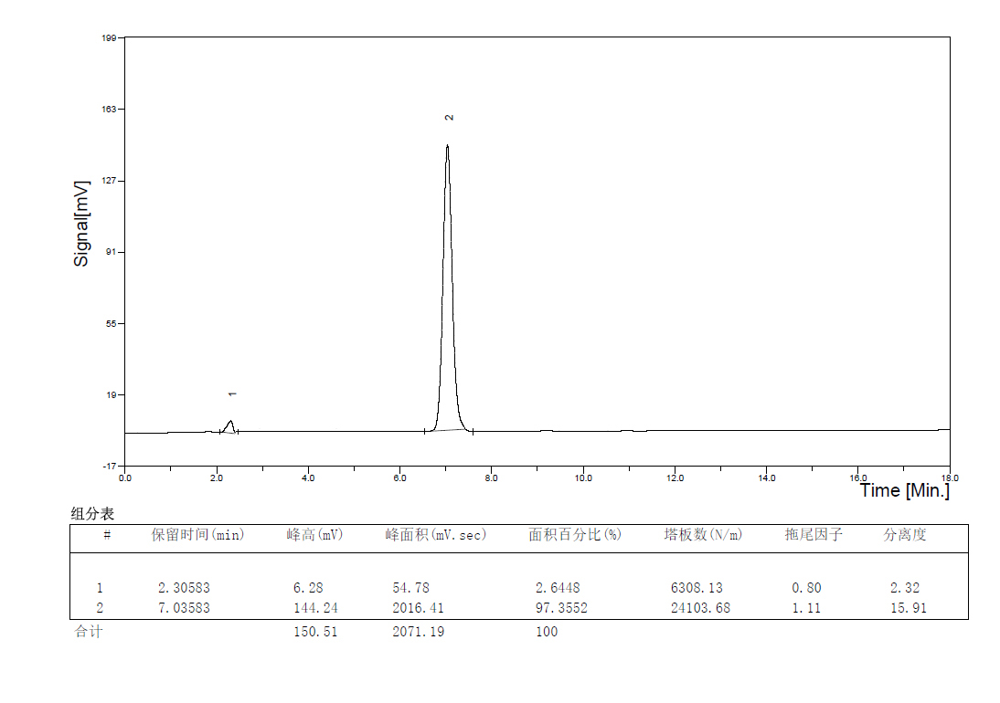 199
163
2
127
Signal[mV]
91
55
1
19
-17
0.0 2.0 4.0 6.0 8.0 10.0 12.0 14.0 16.0 18.0
Time [Min.]
组分表
# 保留时间(min) 峰高(mV) 峰面积(mV.sec) 面积百分比(%) 塔板数(N/m) 拖尾因子 分离度
1 2.30583 6.28 54.78 2.6448 6308.13 0.80 2.32
2 7.03583 144.24 2016.41 97.3552 24103.68 1.11 15.91
合计 150.51 2071.19 100